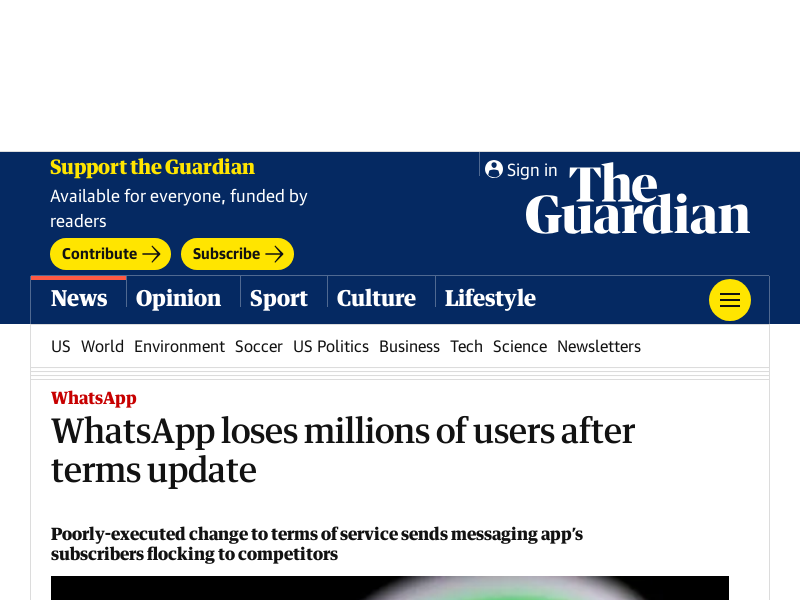 Support the Guardian
Available for everyone, funded by
readers
Contribute
Subscribe
Sign in
The
Guardian
News
Opinion
Sport
Culture
Lifestyle
US World Environment Soccer US Politics Business Tech Science Newsletters
WhatsApp
WhatsApp loses millions of users after
terms update
Poorly-executed change to terms of service sends messaging app's
subscribers flocking to competitors